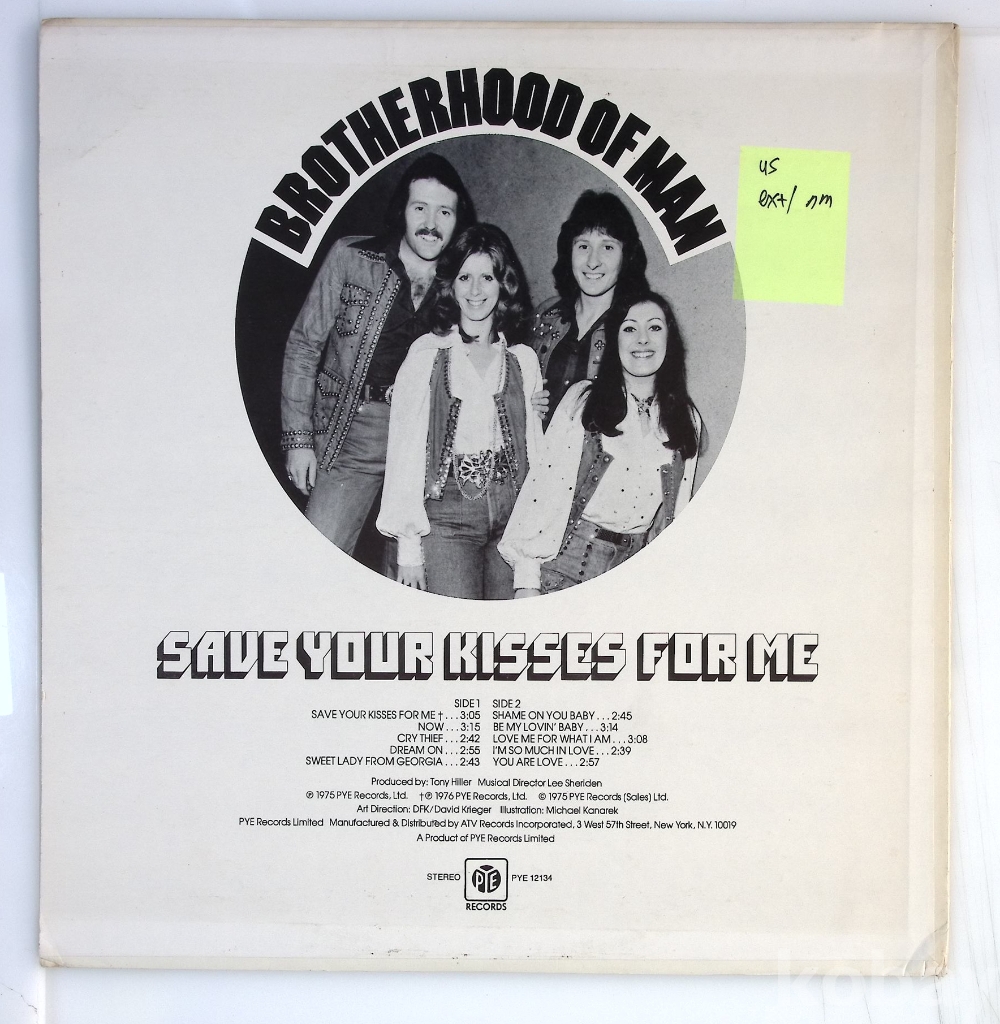 BROTHERHOOD OF MAN
us
ex+/ nm
SAVE YOUR KISSES FOR ME
SIDE 1 SIDE 2
SAVE YOUR KISSES FOR ME † . . . 3:05 SHAME ON YOU BABY . . . 2:45
NOW . . . 3:15 BE MY LOVIN' BABY . . . 3:14
CRY THIEF . . . 2:42 LOVE ME FOR WHAT I AM . . . 3:08
DREAM ON . . . 2:55 I'M SO MUCH IN LOVE . . . 2:39
SWEET LADY FROM GEORGIA . . . 2:43 YOU ARE LOVE . . . 2:57
Produced by: Tony Hiller Musical Director Lee Sheriden
℗ 1975 PYE Records, Ltd. †℗ 1976 PYE Records, Ltd. © 1975 PYE Records (Sales) Ltd.
Art Direction: DFK/David Krieger Illustration: Michael Kanarek
PYE Records Limited Manufactured & Distributed by ATV Records Incorporated, 3 West 57th Street, New York, N.Y. 10019
A Product of PYE Records Limited
STEREO PYE PYE 12134
RECORDS